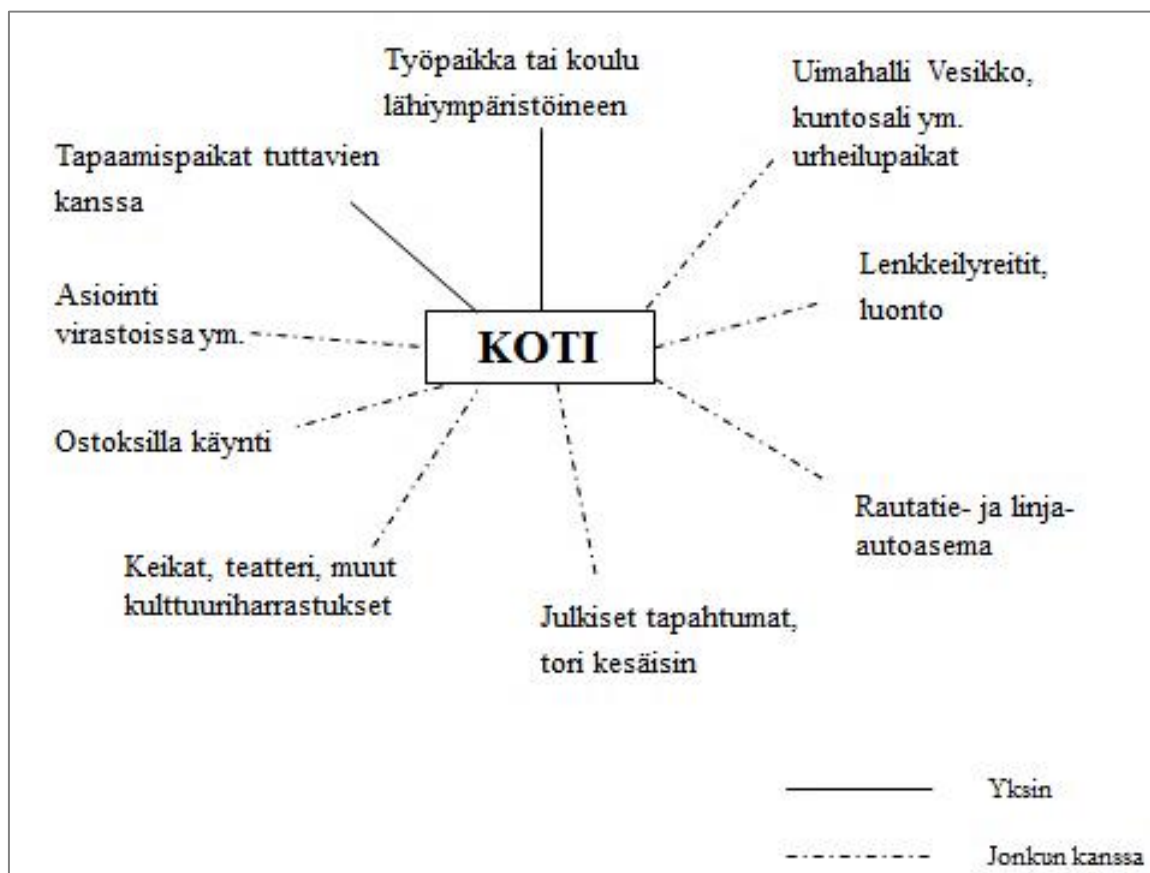 Työpaikka tai koulu
lähiympäristöineen
Uimahalli Vesikko,
kuntosali ym.
urheilupaikat
Tapaamispaikat tuttavien
kanssa
Lenkkeilyreitit,
luonto
Asiointi
virastoissa ym.
KOTI
Ostoksilla käynti
Rautatie- ja linja-
autoasema
Keikat, teatteri, muut
kulttuuriharrastukset
Julkiset tapahtumat,
tori kesäisin
Yksin
Jonkun kanssa